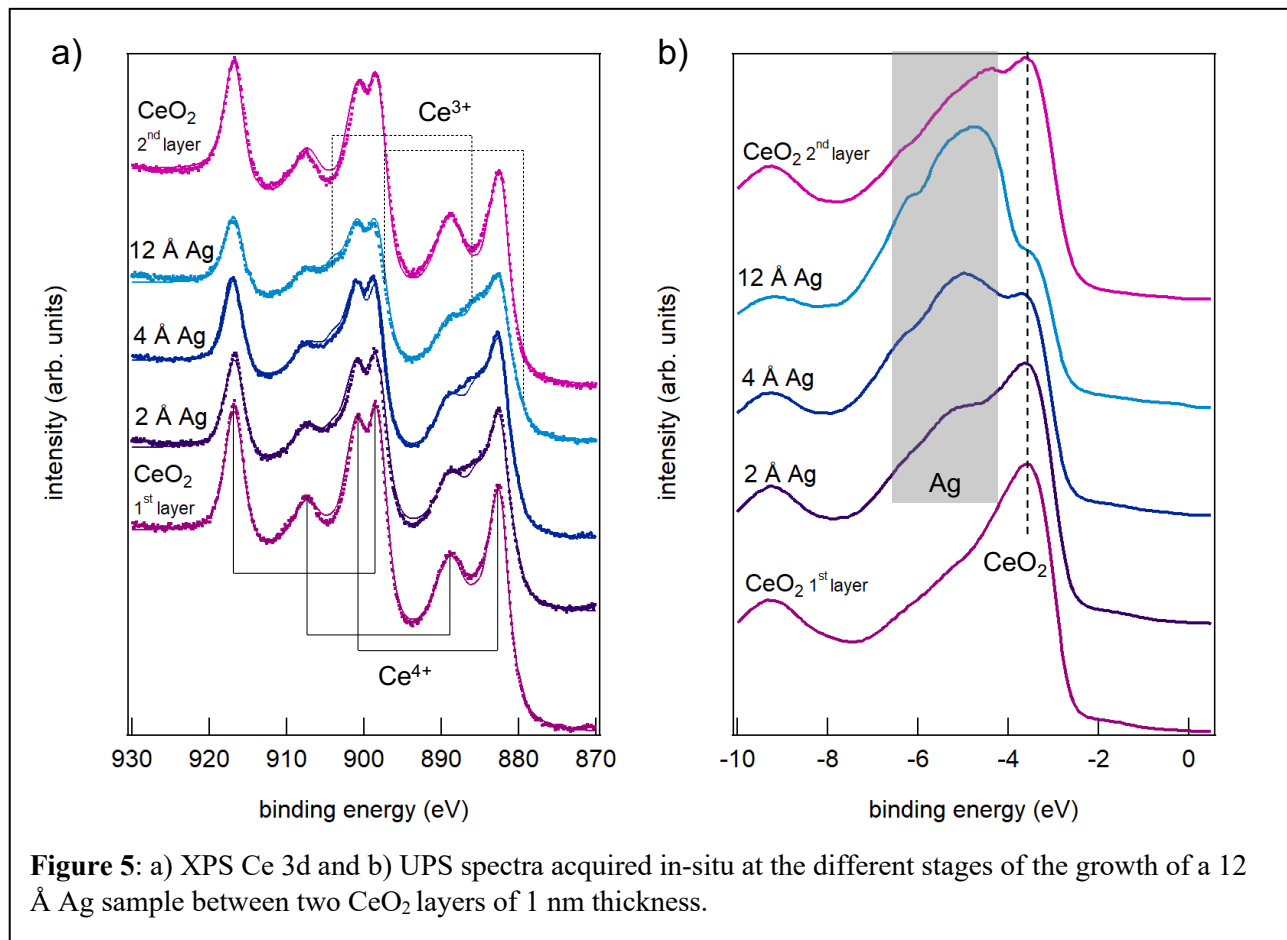 a)
CeO2
2nd layer
12 Å Ag
4 Å Ag
2 Å Ag
CeO2
1st layer
Ce3+
Ce4+
intensity (arb. units)
930 920 910 900 890 880 870
binding energy (eV)
b)
CeO2 2nd layer
12 Å Ag
4 Å Ag
2 Å Ag
Ag
CeO2
CeO2 1st layer
intensity (arb. units)
-10 -8 -6 -4 -2 0
binding energy (eV)
Figure 5: a) XPS Ce 3d and b) UPS spectra acquired in-situ at the different stages of the growth of a 12
Å Ag sample between two CeO2 layers of 1 nm thickness.